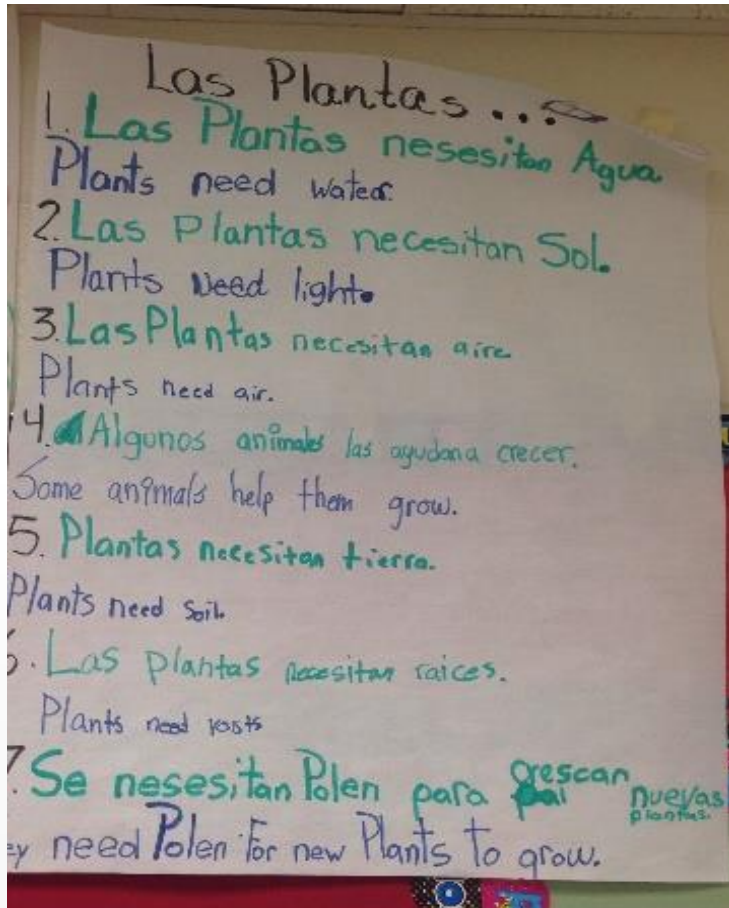 Las Plantas...
1. Las Plantas nesesitan Agua.
Plants need water.
2. Las Plantas necesitan Sol.
Plants need light.
3. Las Plantas necesitan aire
Plants need air.
4. Algunos animales las ayudan a crecer.
Some animals help them grow.
5. Plantas necesitan tierra.
Plants need soil.
6. Las plantas necesitan raices.
Plants need roots
7. Se nesesitan Polen para crescan nuevas plantas.
ey need Polen For new Plants to grow.